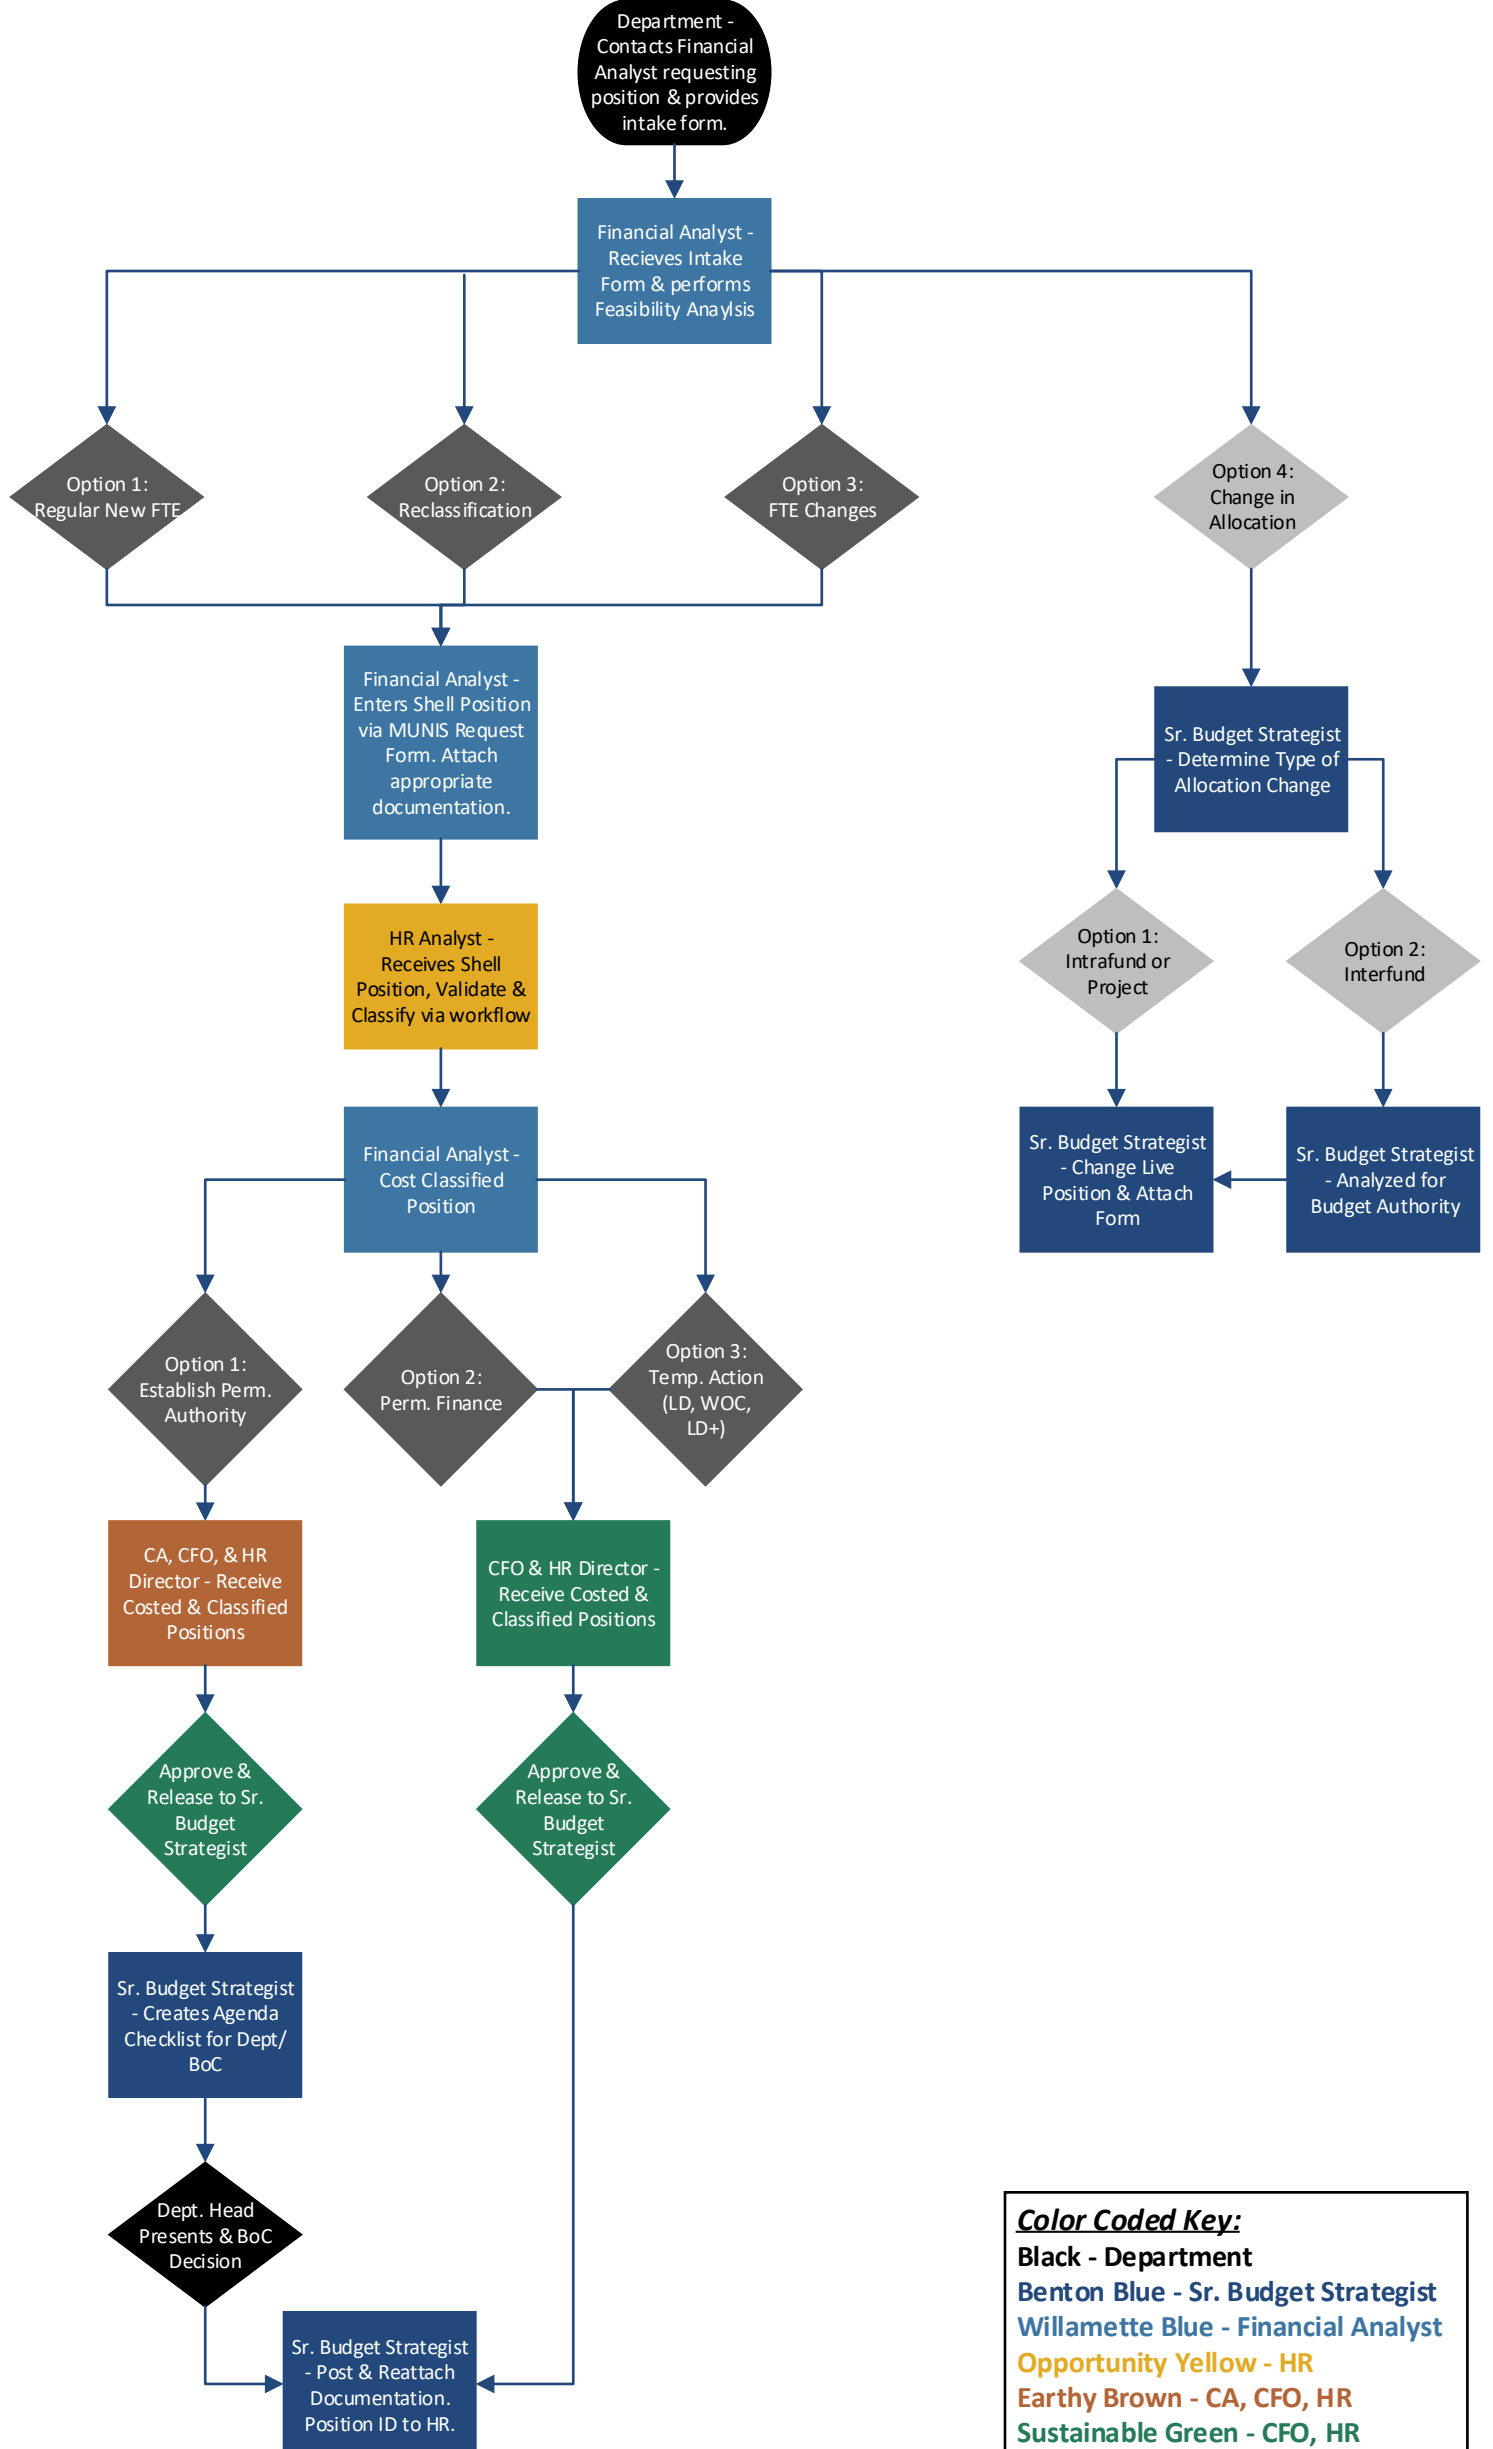 Department -
Contacts Financial
Analyst requesting
position & provides
intake form.
Financial Analyst -
Recieves Intake
Form & performs
Feasibility Anaylsis
Option 1:
Regular New FTE
Option 2:
Reclassification
Option 3:
FTE Changes
Option 4:
Change in
Allocation
Financial Analyst -
Enters Shell Position
via MUNIS Request
Form. Attach
appropriate
documentation.
Sr. Budget Strategist
- Determine Type of
Allocation Change
HR Analyst -
Receives Shell
Position, Validate &
Classify via workflow
Option 1:
Intrafund or
Project
Option 2:
Interfund
Financial Analyst -
Cost Classified
Position
Sr. Budget Strategist
- Change Live
Position & Attach
Form
Sr. Budget Strategist
- Analyzed for
Budget Authority
Option 1:
Establish Perm.
Authority
Option 2:
Perm. Finance
Option 3:
Temp. Action
(LD, WOC,
LD+)
CA, CFO, & HR
Director - Receive
Costed & Classified
Positions
CFO & HR Director -
Receive Costed &
Classified Positions
Approve &
Release to Sr.
Budget
Strategist
Approve &
Release to Sr.
Budget
Strategist
Sr. Budget Strategist
- Creates Agenda
Checklist for Dept/
BoC
Dept. Head
Presents & BoC
Decision
Sr. Budget Strategist
- Post & Reattach
Documentation.
Position ID to HR.
Color Coded Key:
Black - Department
Benton Blue - Sr. Budget Strategist
Willamette Blue - Financial Analyst
Opportunity Yellow - HR
Earthy Brown - CA, CFO, HR
Sustainable Green - CFO, HR